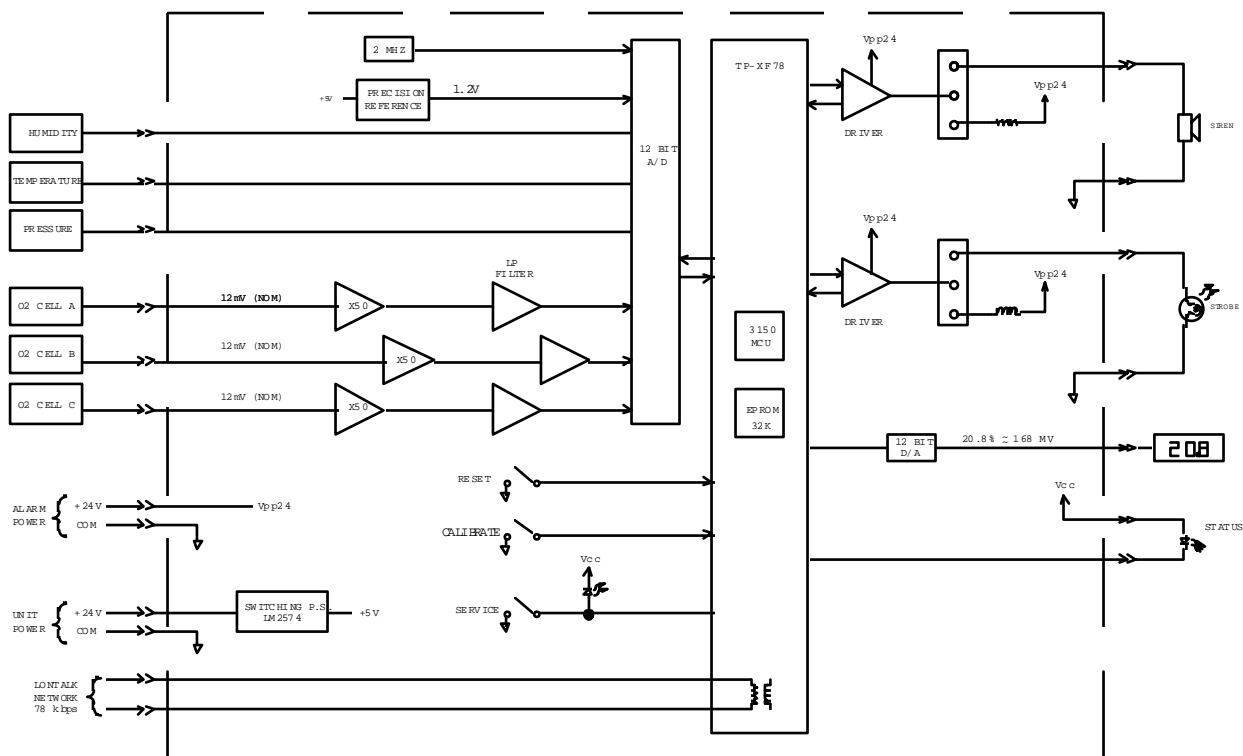 2 MHZ
+5V
PRECISION
REFERENCE
1.2V
HUMIDITY
TEMPERATURE
PRESSURE
12 BIT
A/D
TP-XF78
Vpp24
DRIVER
Vpp24
SIREN
LP
FILTER
O2 CELL A
12mV (NOM)
X50
O2 CELL B
12mV (NOM)
X50
O2 CELL C
12mV (NOM)
X50
Vpp24
DRIVER
Vpp24
STROBE
3150
MCU
EPROM
32K
12 BIT
D/A
20.8% ~ 168 MV
20.8
RESET
CALIBRATE
Vcc
SERVICE
Vcc
STATUS
ALARM
POWER
+24V
COM
Vpp24
UNIT
POWER
+24V
COM
SWITCHING P.S.
LM2574
+5V
LONTALK
NETWORK
78 kbps